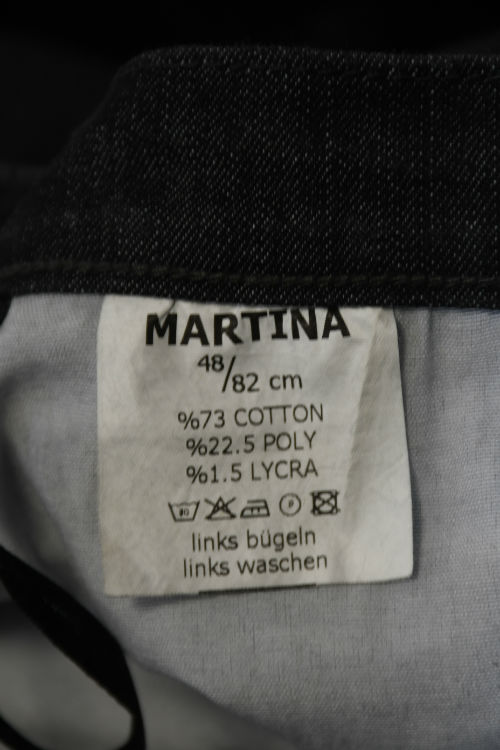 MARTINA
48/82 cm
%73 COTTON
%22.5 POLY
%1.5 LYCRA
links bügeln
links waschen